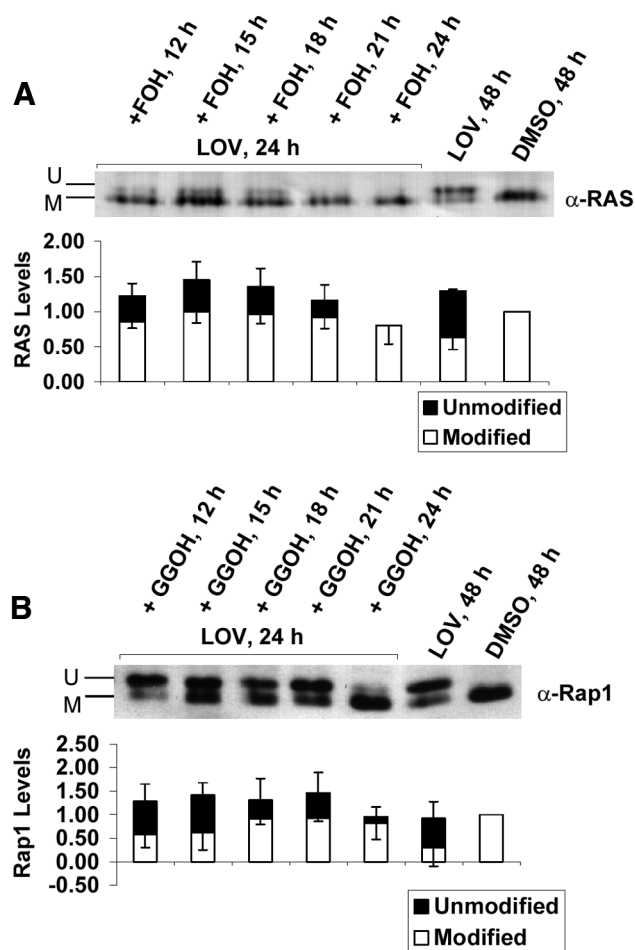 A
+FOH, 12 h
+ FOH, 15 h
+ FOH, 18 h
+ FOH, 21 h
+ FOH, 24 h
LOV, 48 h
DMSO, 48 h
LOV, 24 h
U
M
α-RAS
RAS Levels
2.00
1.50
1.00
0.50
0.00
Unmodified
Modified
B
+ GGOH, 12 h
+ GGOH, 15 h
+ GGOH, 18 h
+ GGOH, 21 h
+ GGOH, 24 h
LOV, 48 h
DMSO, 48 h
LOV, 24 h
U
M
α-Rap1
Rap1 Levels
2.50
2.00
1.50
1.00
0.50
0.00
-0.50
Unmodified
Modified